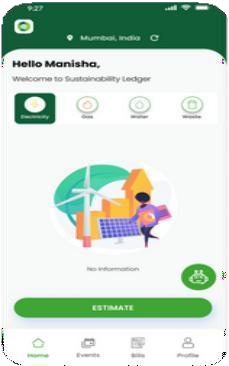 9:27
Mumbai, India
Hello Manisha,
Welcome to Sustainability Ledger
Electricity Gas Water Waste
No Information
ESTIMATE
Home Events Bills Profile